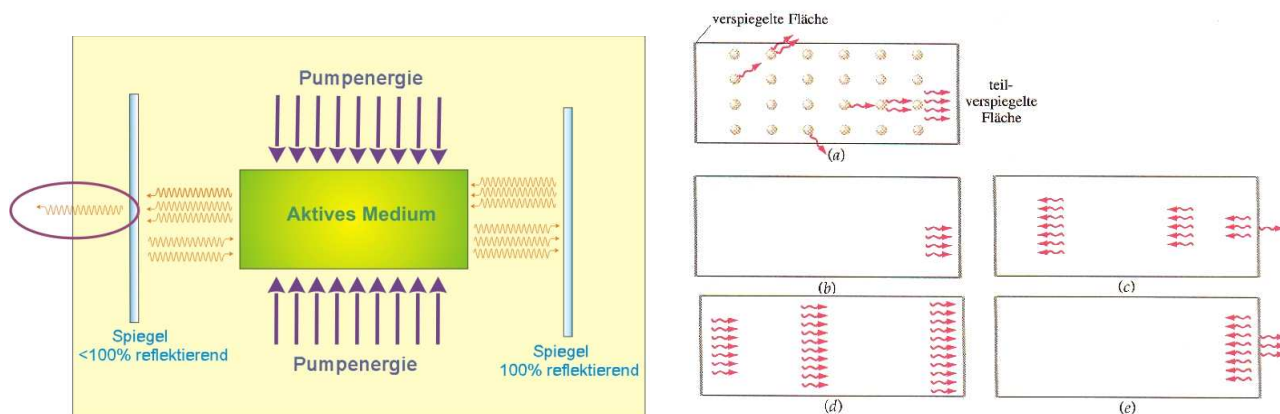 Pumpenergie
Aktives Medium
Spiegel
<100% reflektierend
Pumpenergie
Spiegel
100% reflektierend
verspiegelte Fläche
teil-
verspiegelte
Fläche
(a)
(b)
(c)
(d)
(e)